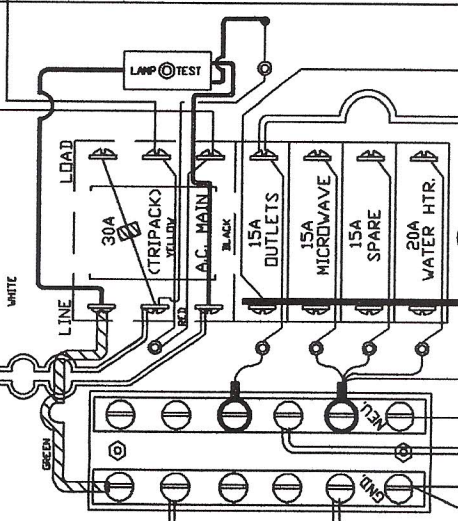 LAMP TEST
LOAD
LINE
30A
(TRIPACK)
YELLOW
A.C. MAIN
RED
BLACK
15A
OUTLETS
15A
MICROWAVE
15A
SPARE
20A
WATER HTR.
WHITE
GREEN
NEU.
GND.